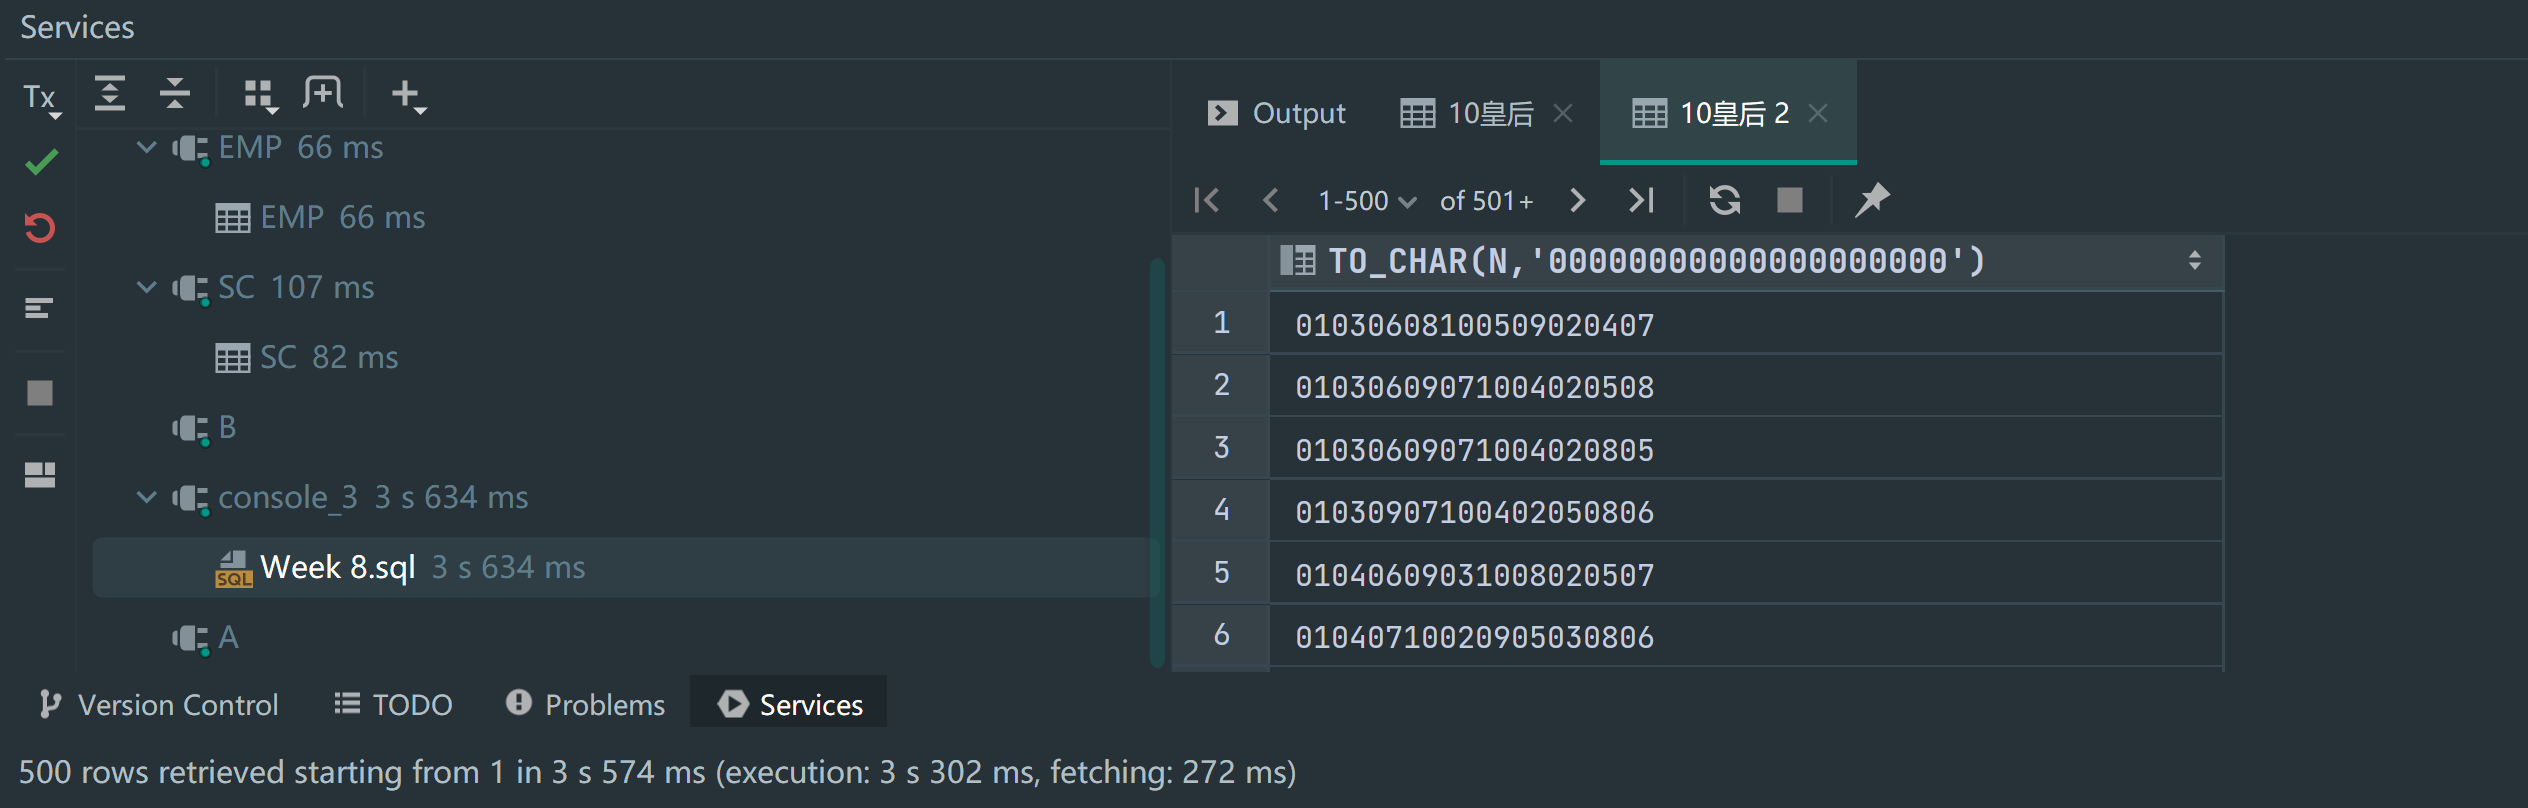 Services
Tx
EMP 66 ms
EMP 66 ms
SC 107 ms
SC 82 ms
B
console_3 3 s 634 ms
SQL Week 8.sql 3 s 634 ms
A
Output 10皇后 10皇后 2
1-500 of 501+
TO_CHAR(N,'00000000000000000000')
1 01030608100509020407
2 01030609071004020508
3 01030609071004020805
4 01030907100402050806
5 01040609031008020507
6 01040710020905030806
Version Control TODO Problems Services
500 rows retrieved starting from 1 in 3 s 574 ms (execution: 3 s 302 ms, fetching: 272 ms)